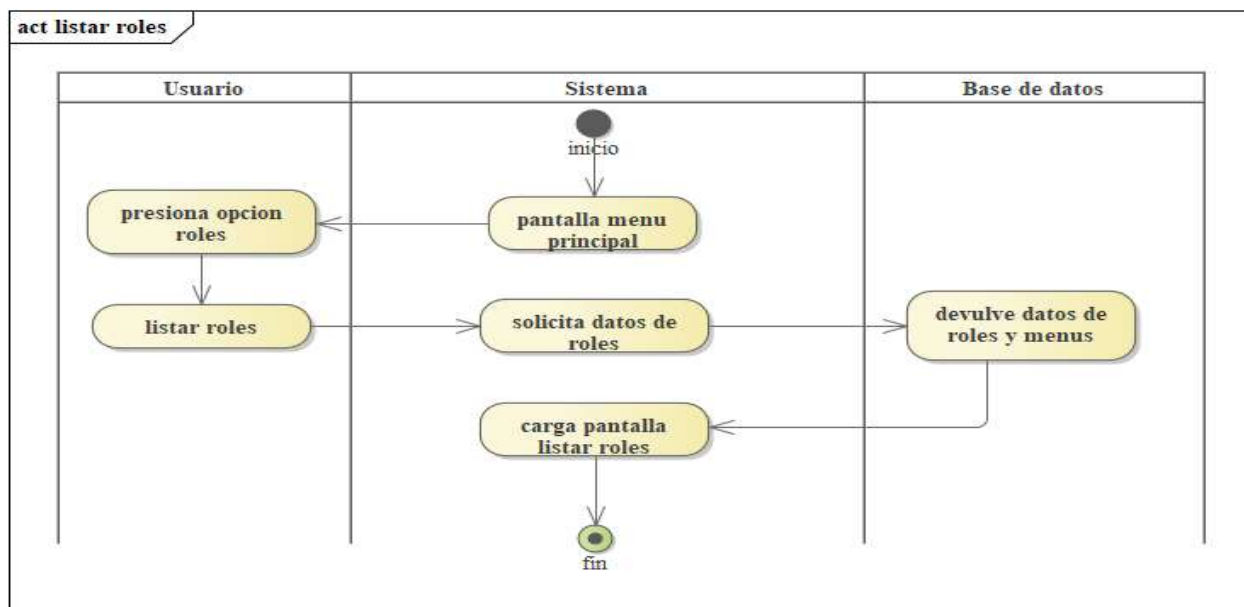 act listar roles
Usuario
Sistema
Base de datos
inicio
presiona opcion
roles
pantalla menu
principal
listar roles
solicita datos de
roles
devulve datos de
roles y menus
carga pantalla
listar roles
fin